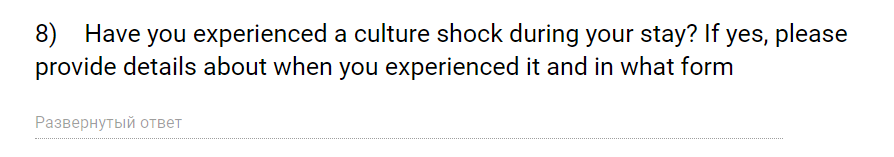 8) Have you experienced a culture shock during your stay? If yes, please
provide details about when you experienced it and in what form
Развернутый ответ